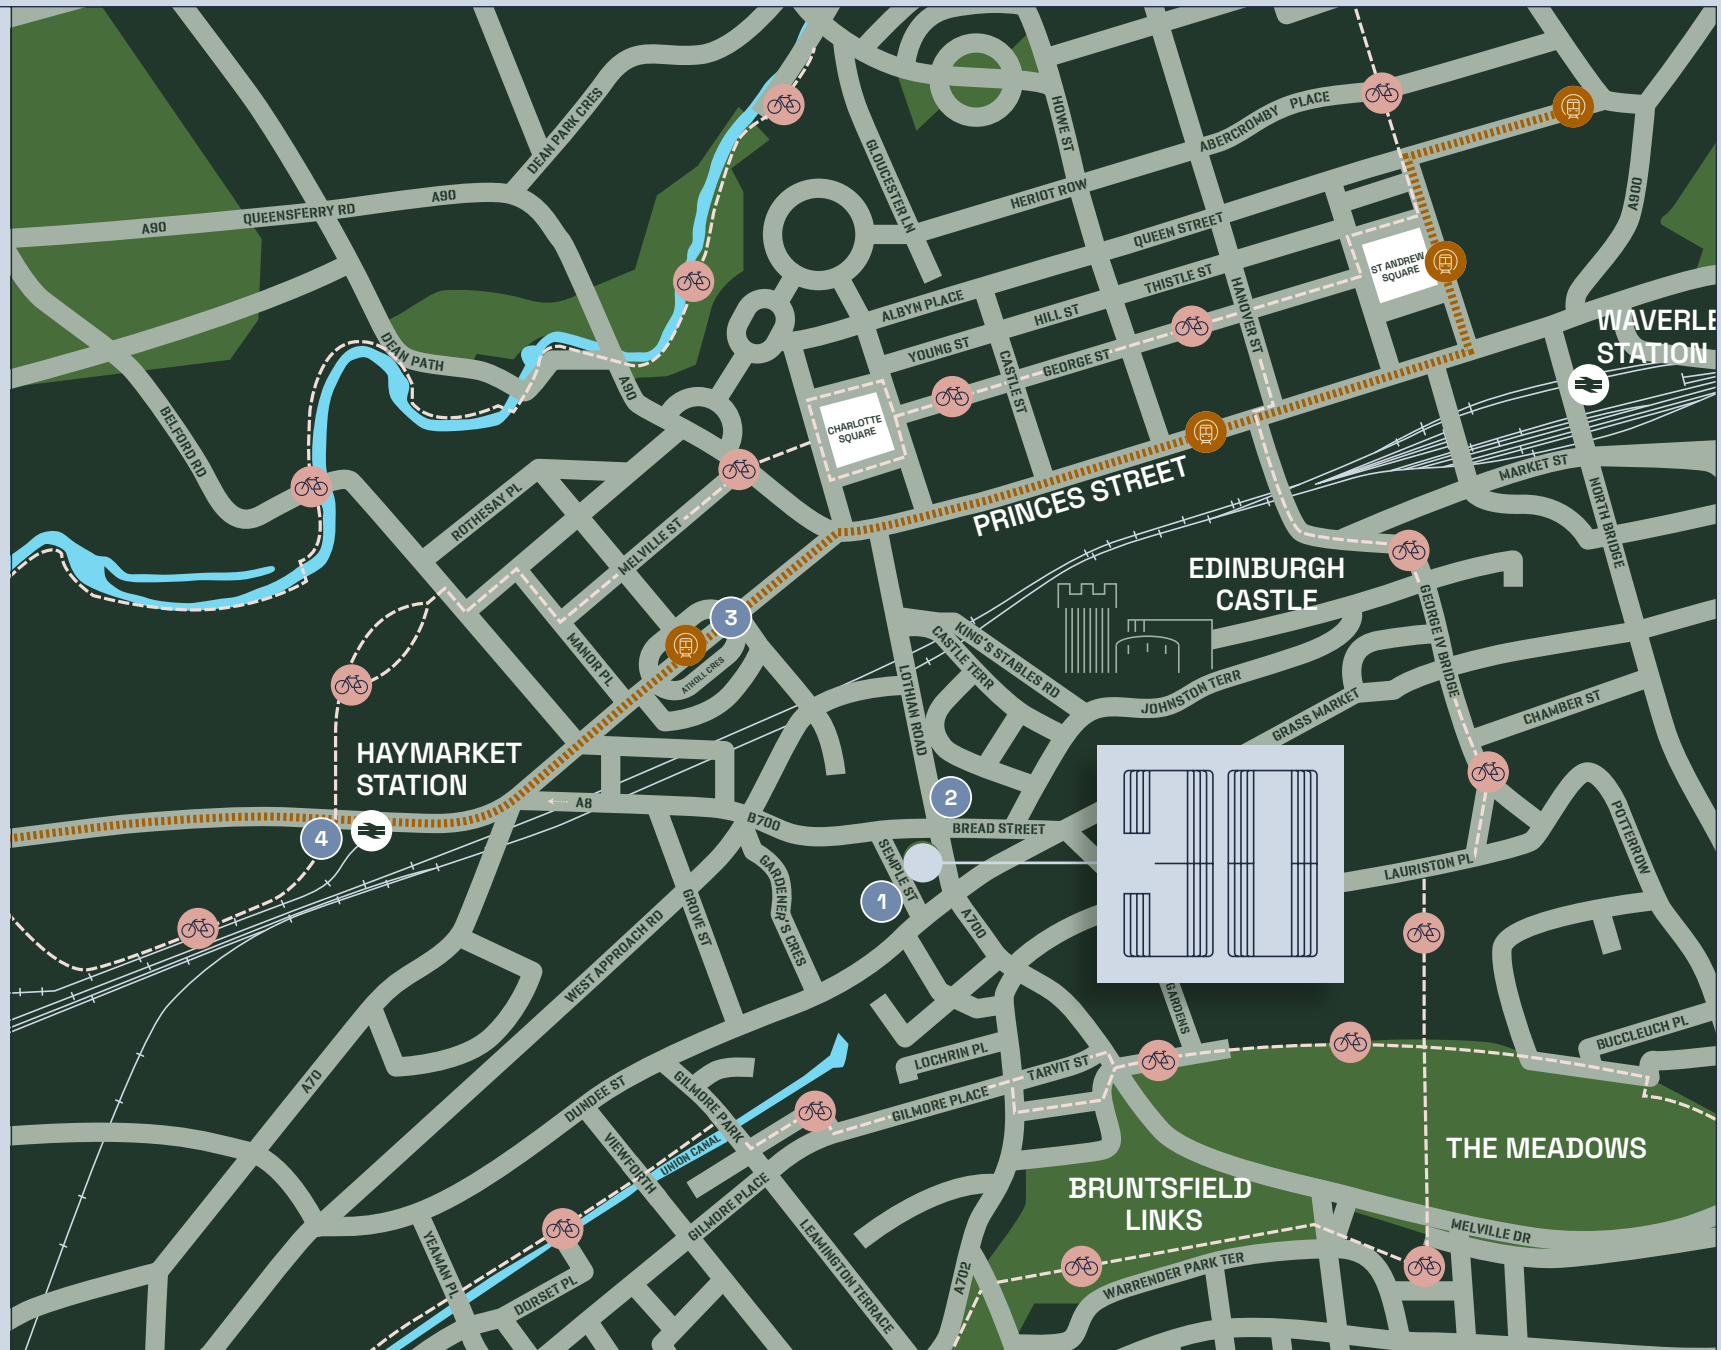 DEAN PARK CRES
A90
QUEENSFERRY RD
A90
GLOUCESTER LN
HOWE ST
ABERCROMBY PLACE
HERIOT ROW
A900
QUEEN STREET
ST ANDREW
SQUARE
THISTLE ST
HANOVER ST
ALBYN PLACE
HILL ST
YOUNG ST
GEORGE ST
CASTLE ST
WAVERLE
STATION
DEAN PATH
A90
BELFORD RD
CHARLOTTE
SQUARE
MARKET ST
NORTH BRIDGE
PRINCES STREET
ROTHESAY PL
MELVILLE ST
EDINBURGH
CASTLE
GEORGE IV BRIDGE
3
MANOR PL
ATHOLL CRES
KING'S STABLES RD
CASTLE TERR
LOTHIAN ROAD
JOHNSTON TERR
GRASS MARKET
CHAMBER ST
HAYMARKET
STATION
A8
B700
2
BREAD STREET
4
POTTERROW
LAURISTON PL
SEMPLE ST
1
GARDENER'S CRES
GROVE ST
WEST APPROACH RD
A700
GARDENS
BUCCLEUCH PL
LOCHRIN PL
TARVIT ST
A70
DUNDEE ST
GILMORE PARK
GILMORE PLACE
VIEWFORTH
UNION CANAL
THE MEADOWS
BRUNTSFIELD
LINKS
GILMORE PLACE
LEAMINGTON TERRACE
MELVILLE DR
YEAMAN PL
DORSET PL
A702
WARRENDER PARK TER